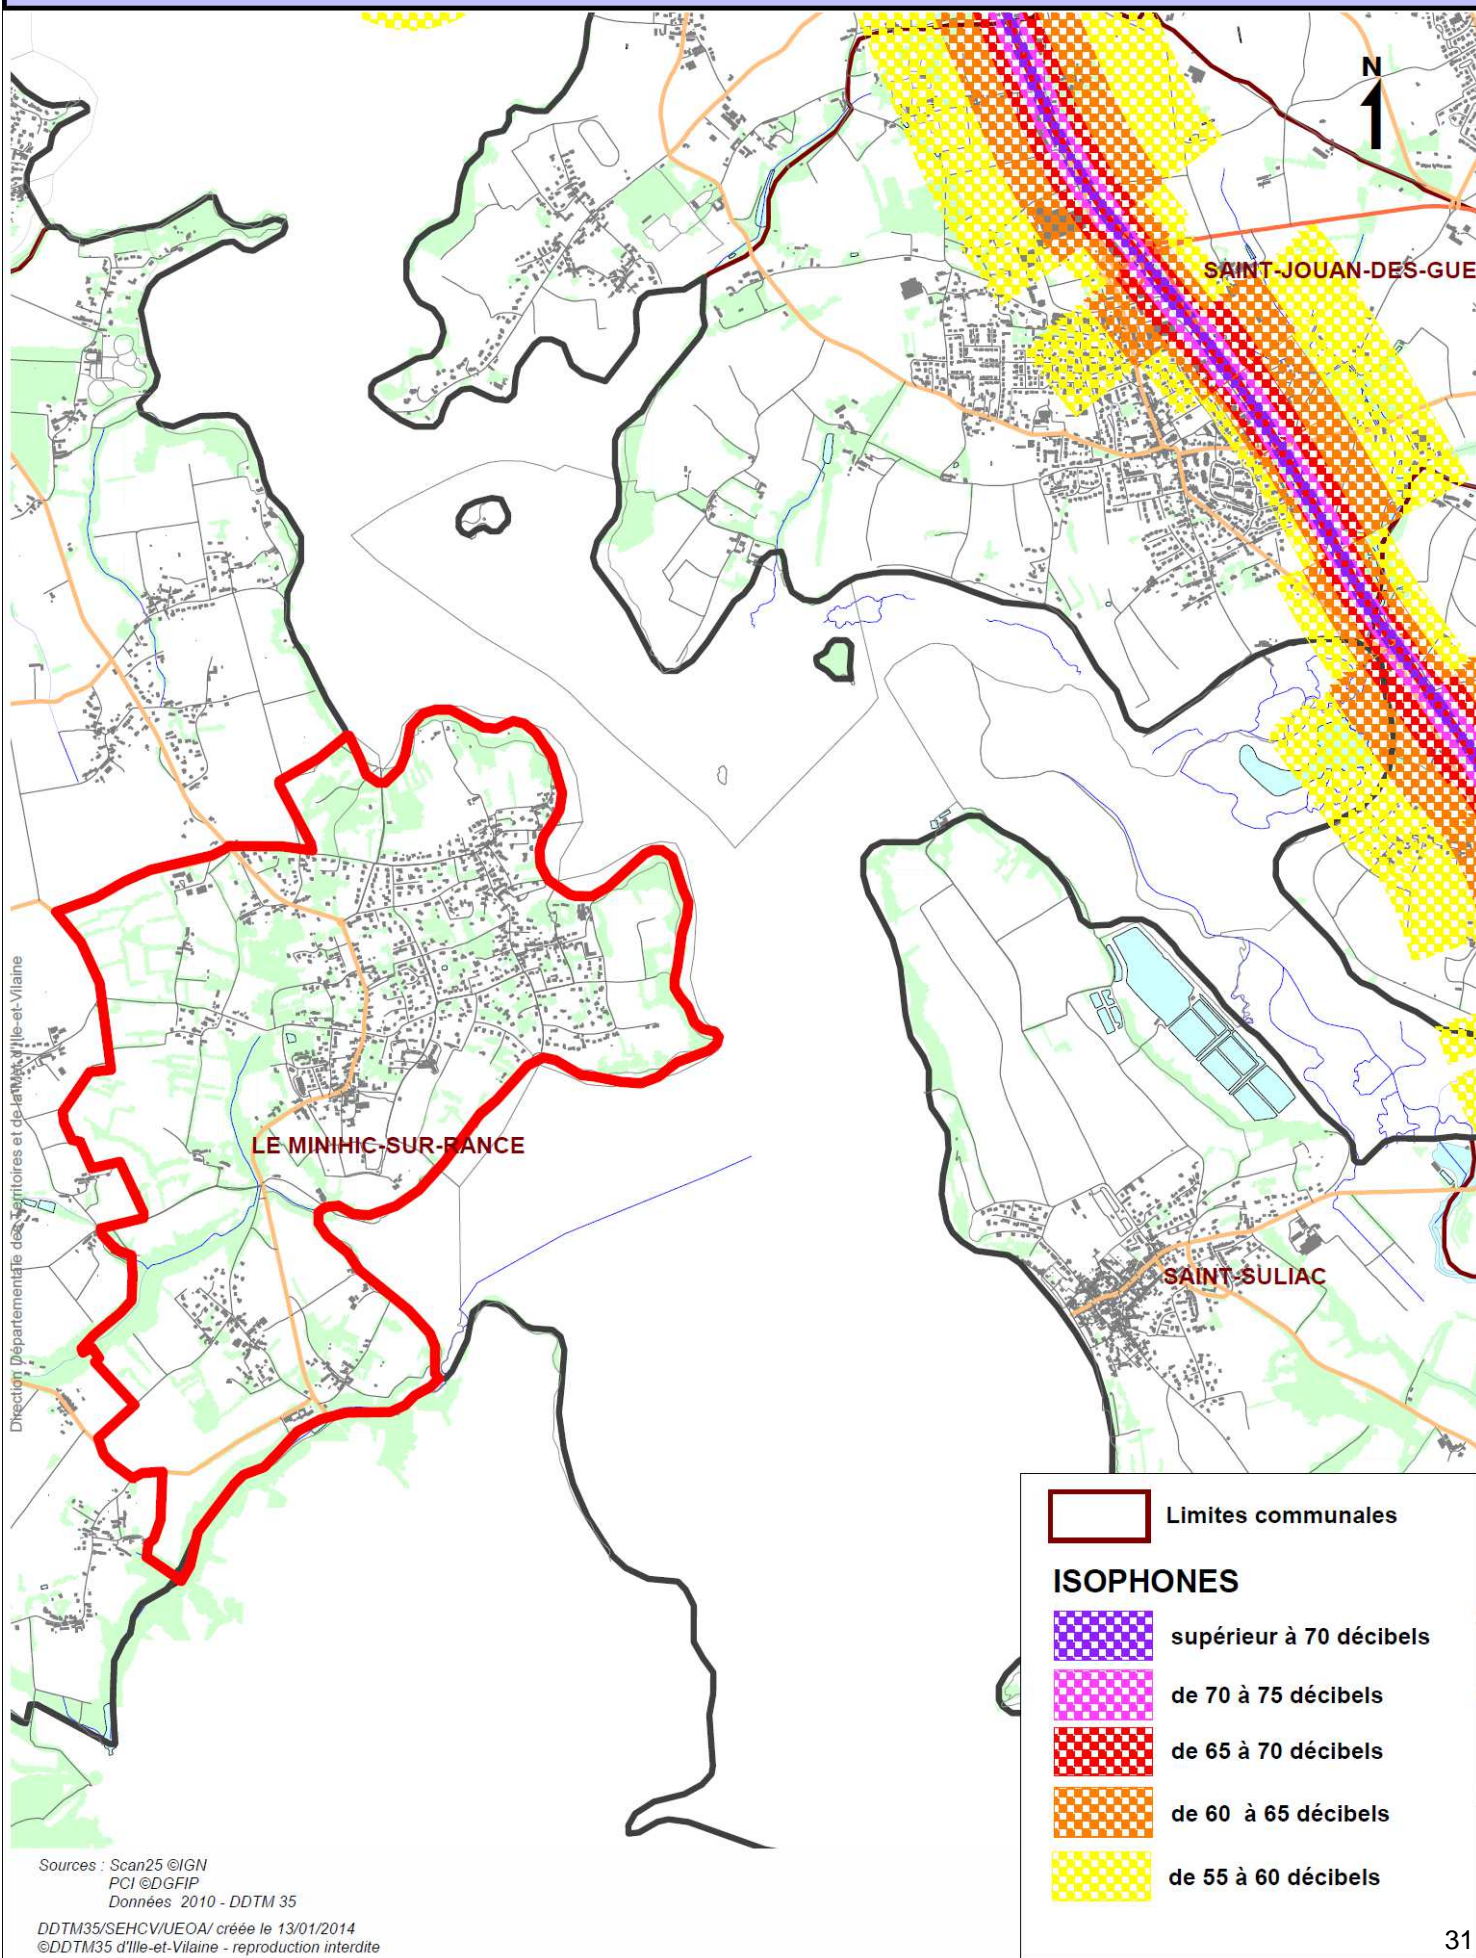 N
SAINT-JOUAN-DES-GUE
LE MINIHIC-SUR-RANCE
SAINT-SULIAC
Direction Départementale des Territoires et de la Mer d'Ille-et-Vilaine
Limites communales
ISOPHONES
supérieur à 70 décibels
de 70 à 75 décibels
de 65 à 70 décibels
de 60 à 65 décibels
de 55 à 60 décibels
Sources : Scan25 ©IGN
PCI ©DGFIP
Données 2010 - DDTM 35
DDTM35/SEHCV/UEOA/ créée le 13/01/2014
©DDTM35 d'Ille-et-Vilaine - reproduction interdite
31